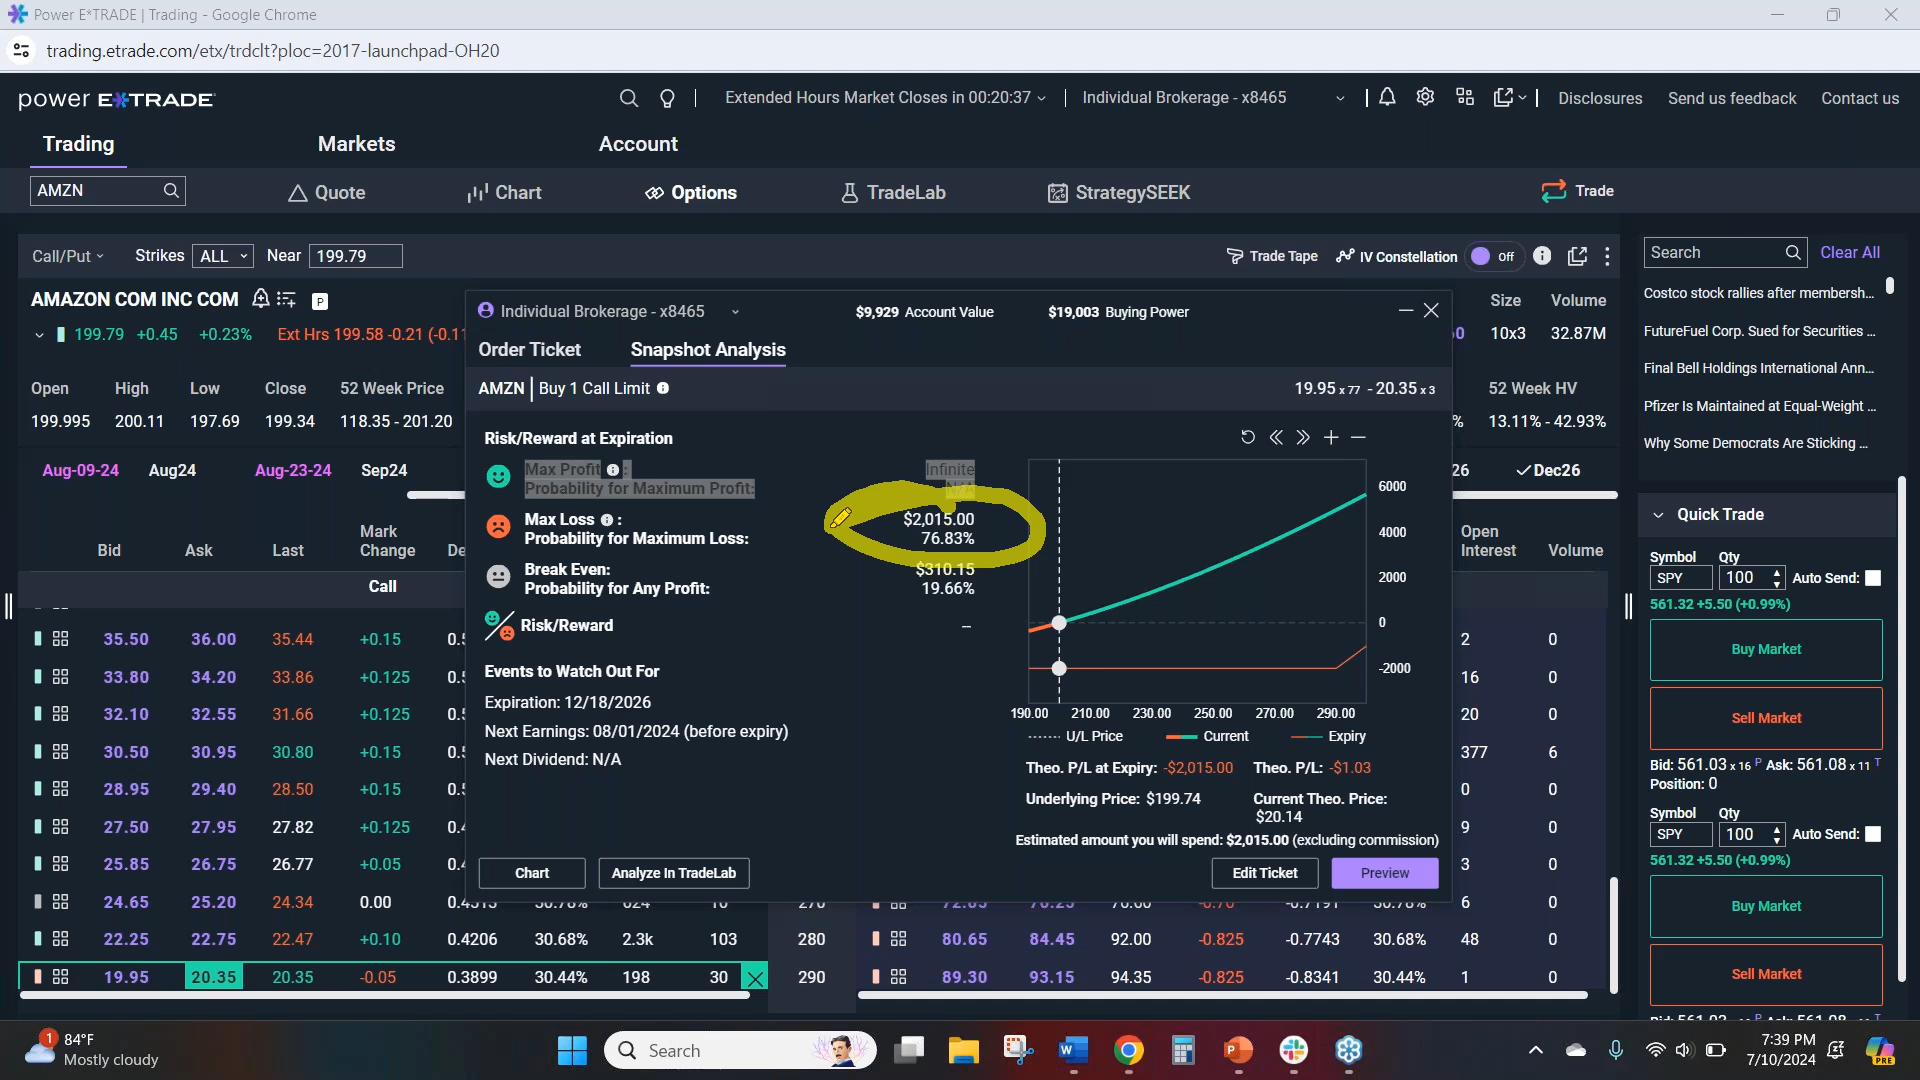 Power E*TRADE | Trading - Google Chrome
trading.etrade.com/etx/trdclt?ploc=2017-launchpad-OH20
power E*TRADE
Extended Hours Market Closes in 00:20:37
Individual Brokerage - x8465
Disclosures
Send us feedback
Contact us
Trading
Markets
Account
AMZN
Quote
Chart
Options
TradeLab
StrategySEEK
Trade
Call/Put
Strikes ALL
Near 199.79
Trade Tape
IV Constellation
Off
Search
Clear All
AMAZON COM INC COM
P
199.79 +0.45 +0.23%
Ext Hrs 199.58 -0.21 (-0.11
Open High Low Close 52 Week Price
199.995 200.11 197.69 199.34 118.35 - 201.20
Size Volume
10x3 32.87M
52 Week HV
13.11% - 42.93%
Aug-09-24 Aug24 Aug-23-24 Sep24
Dec26
Individual Brokerage - x8465
$9,929 Account Value
$19,003 Buying Power
Order Ticket
Snapshot Analysis
AMZN | Buy 1 Call Limit
19.95 x 77 - 20.35 x 3
Risk/Reward at Expiration
Max Profit : Infinite
Probability for Maximum Profit: N/A
Max Loss : $2,015.00
Probability for Maximum Loss: 76.83%
Break Even: $310.15
Probability for Any Profit: 19.66%
Risk/Reward --
Events to Watch Out For
Expiration: 12/18/2026
Next Earnings: 08/01/2024 (before expiry)
Next Dividend: N/A
6000
4000
2000
0
-2000
190.00 210.00 230.00 250.00 270.00 290.00
U/L Price Current Expiry
Theo. P/L at Expiry: -$2,015.00 Theo. P/L: -$1.03
Underlying Price: $199.74 Current Theo. Price:
$20.14
Estimated amount you will spend: $2,015.00 (excluding commission)
Chart
Analyze In TradeLab
Edit Ticket
Preview
Bid Ask Last Mark
Change
Call
Open
Interest Volume
35.50 36.00 35.44 +0.15 2 0
33.80 34.20 33.86 +0.125 16 0
32.10 32.55 31.66 +0.125 20 0
30.50 30.95 30.80 +0.15 377 6
28.95 29.40 28.50 +0.15 0 0
27.50 27.95 27.82 +0.125 9 0
25.85 26.75 26.77 +0.05 3 0
24.65 25.20 24.34 0.00 6 0
22.25 22.75 22.47 +0.10 0.4206 30.68% 2.3k 103 280 80.65 84.45 92.00 -0.825 -0.7743 30.68% 48 0
19.95 20.35 20.35 -0.05 0.3899 30.44% 198 30 290 89.30 93.15 94.35 -0.825 -0.8341 30.44% 1 0
Costco stock rallies after membersh...
FutureFuel Corp. Sued for Securities ...
Final Bell Holdings International Ann...
Pfizer Is Maintained at Equal-Weight ...
Why Some Democrats Are Sticking ...
Quick Trade
Symbol Qty
SPY 100 Auto Send:
561.32 +5.50 (+0.99%)
Buy Market
Sell Market
Bid: 561.03 x 16 P Ask: 561.08 x 11 T
Position: 0
Symbol Qty
SPY 100 Auto Send:
561.32 +5.50 (+0.99%)
Buy Market
Sell Market
1
84°F
Mostly cloudy
Search
7:39 PM
7/10/2024
PRE